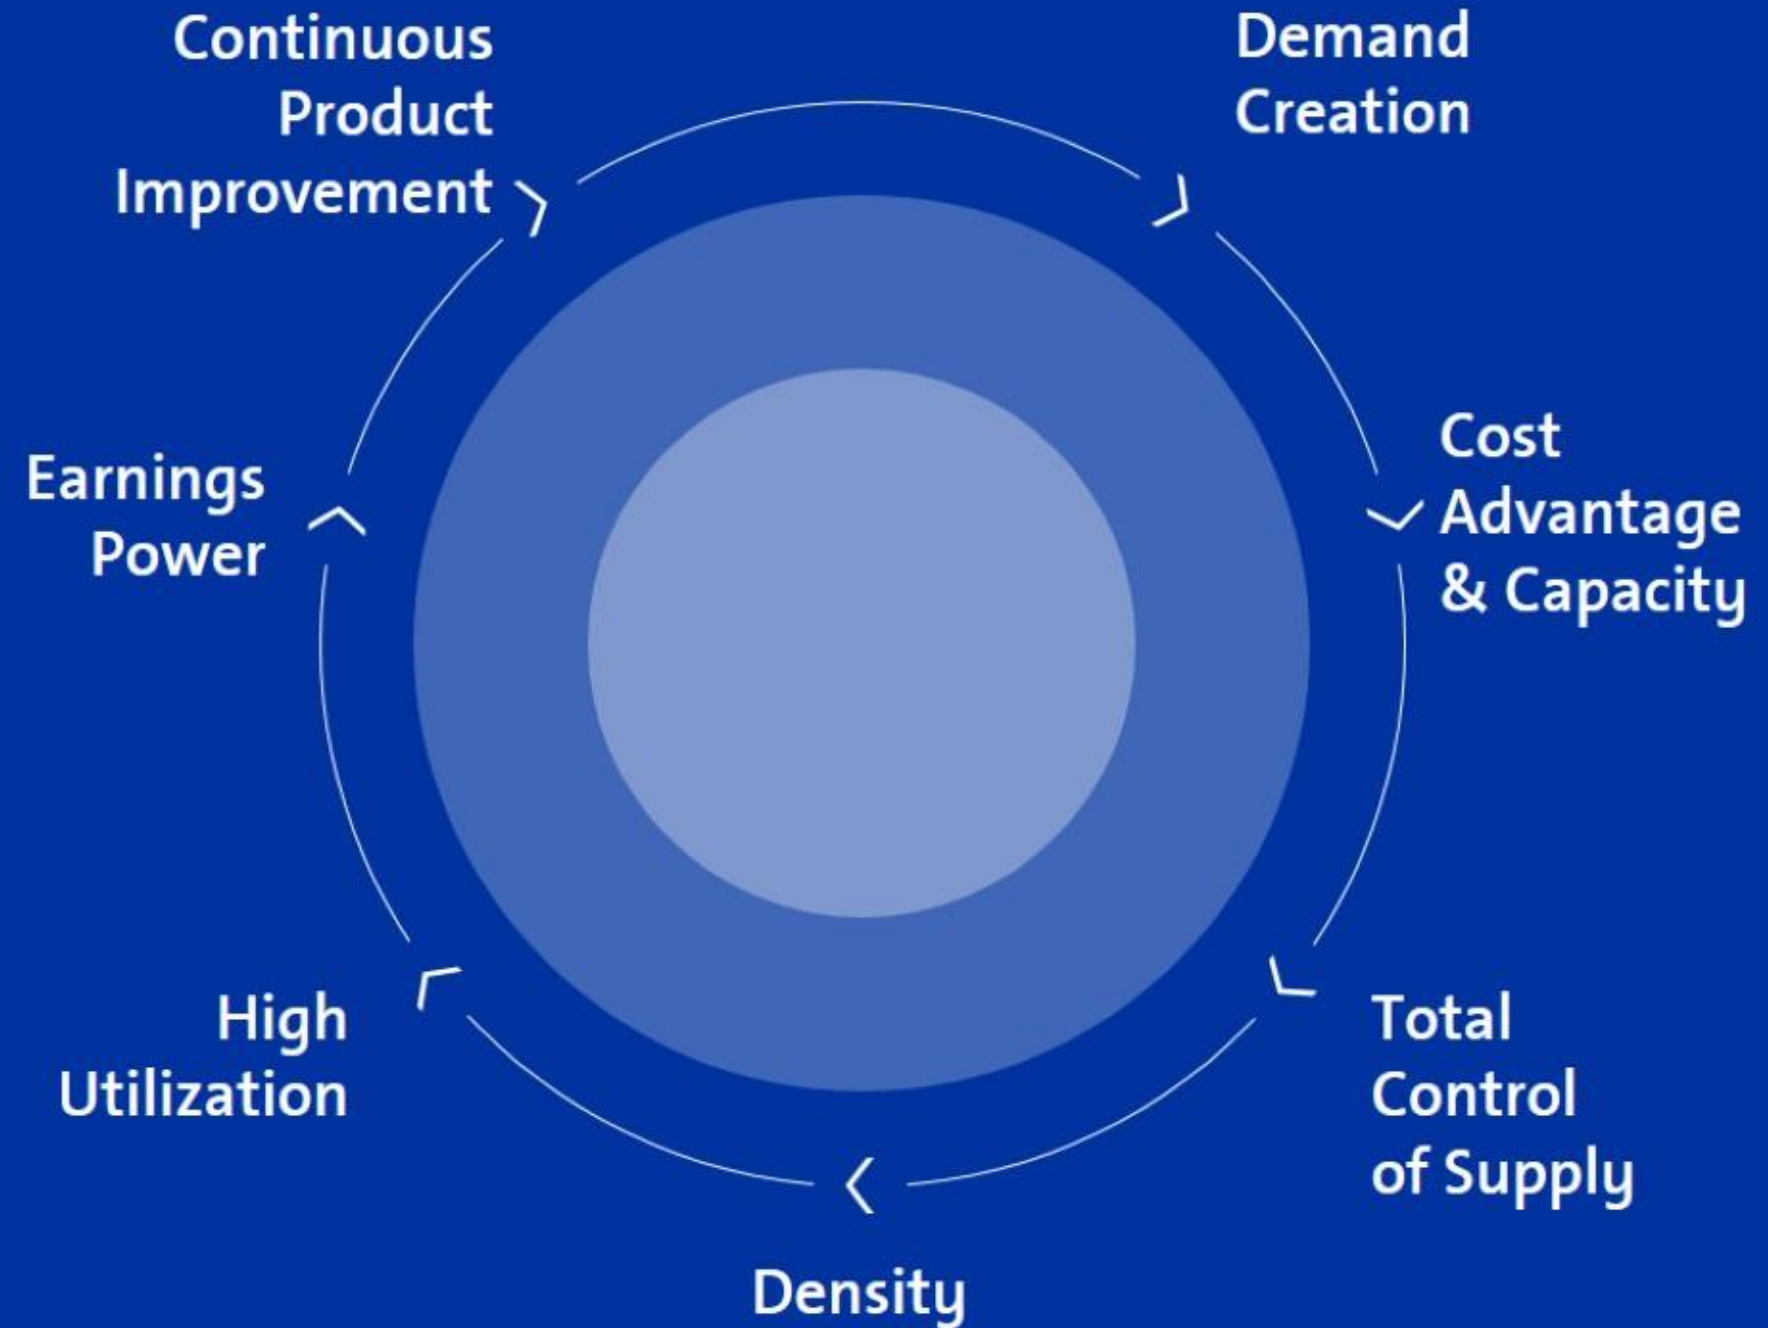 Continuous
Product
Improvement
Demand
Creation
Cost
Advantage
& Capacity
Total
Control
of Supply
Density
High
Utilization
Earnings
Power